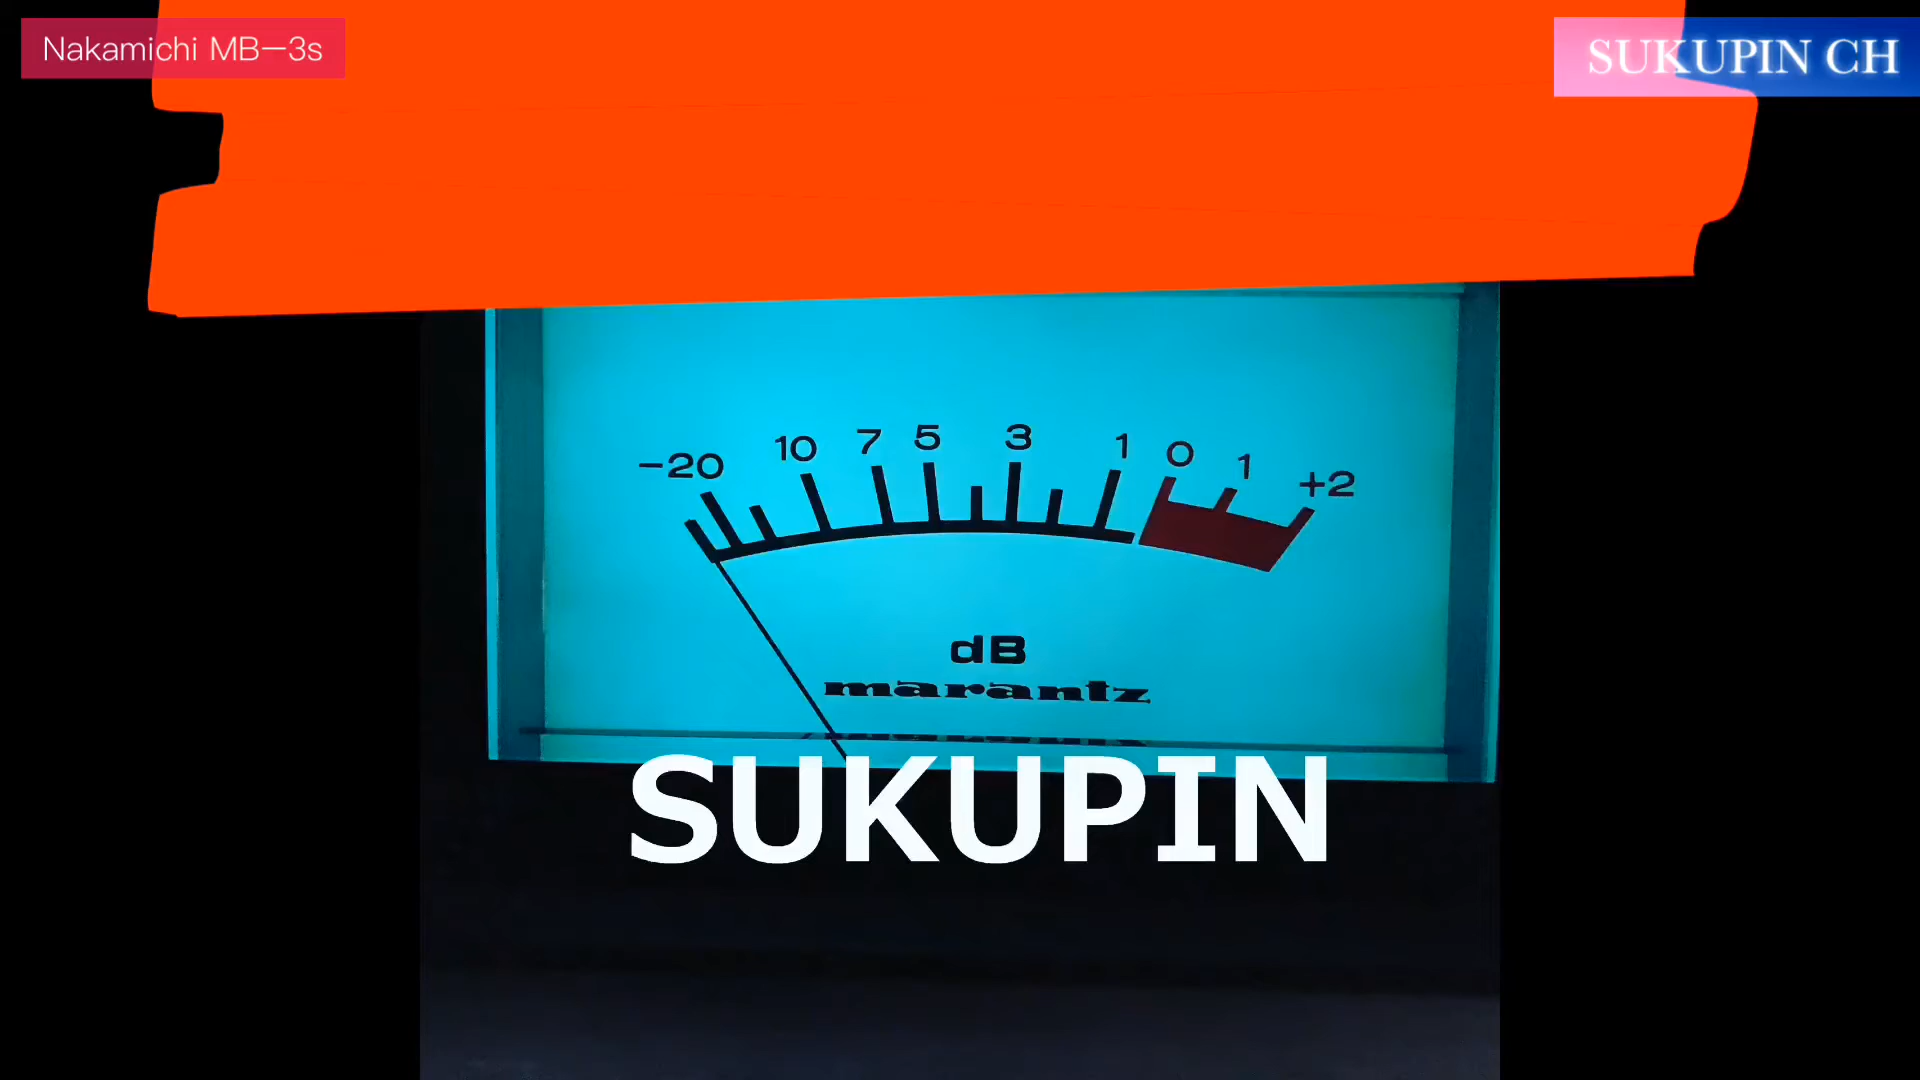 Nakamichi MB-3s
SUKUPIN CH
-20 10 7 5 3 1 0 1 +2
dB
marantz
SUKUPIN